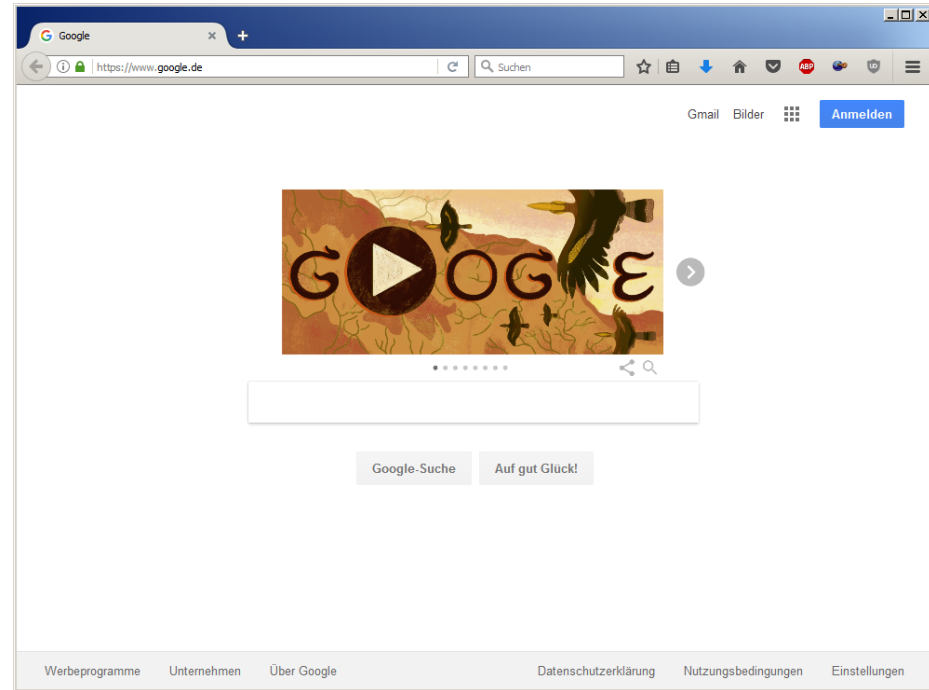 Google
https://www.google.de
Suchen
ABP
Gmail Bilder
Anmelden
GOOGLE
Google-Suche Auf gut Glück!
Werbeprogramme Unternehmen Über Google Datenschutzerklärung Nutzungsbedingungen Einstellungen